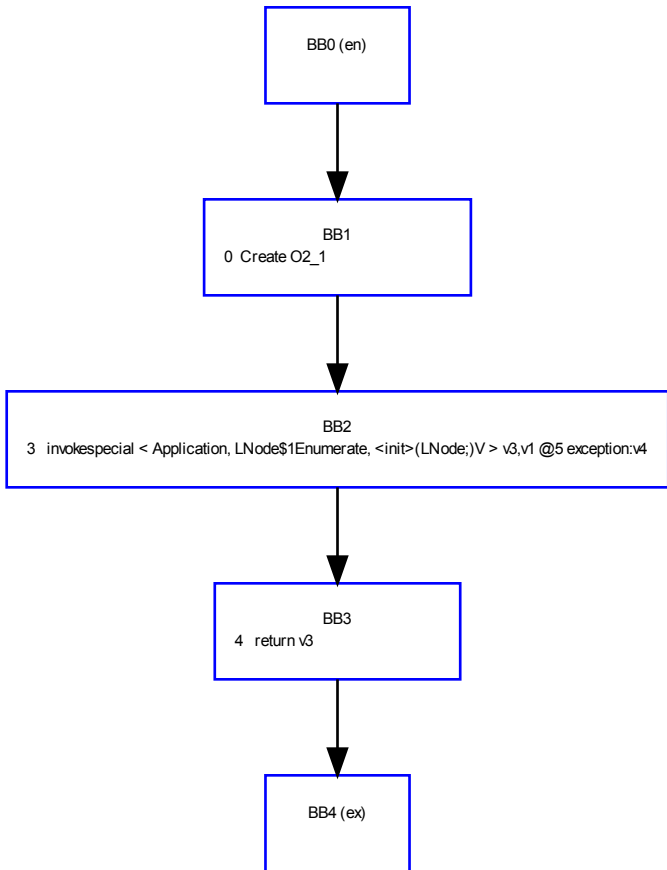 BB0 (en)
BB1
0 Create O2_1
BB2
3 invokespecial < Application, LNode$1Enumerate, <init>(LNode;)V > v3,v1 @5 exception:v4
BB3
4 return v3
BB4 (ex)